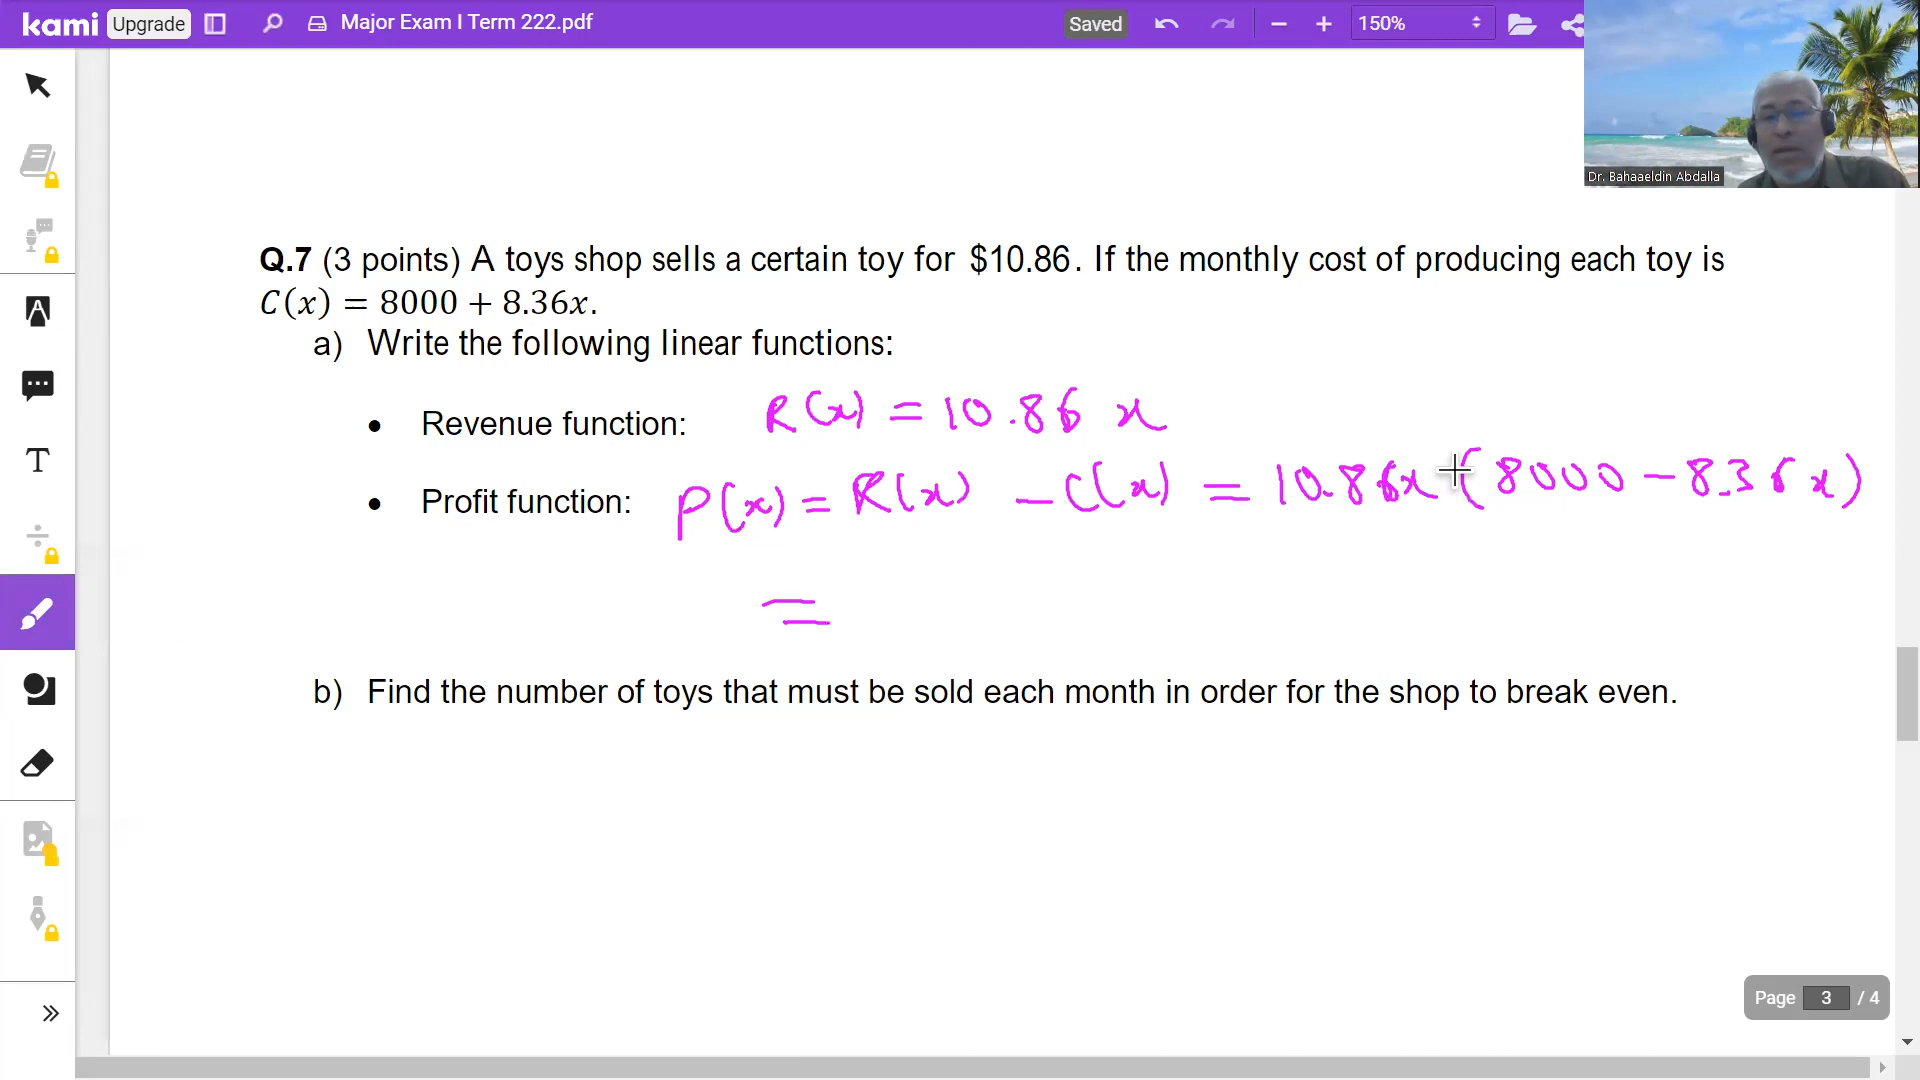 kami Upgrade Major Exam I Term 222.pdf Saved 150%
Dr. Bahaaeldin Abdalla
Q.7 (3 points) A toys shop sells a certain toy for $10.86. If the monthly cost of producing each toy is
C(x) = 8000 + 8.36x.
a) Write the following linear functions:
• Revenue function: R(x) = 10.86 x
• Profit function: P(x) = R(x) - C(x) = 10.86x (8000 - 8.36x)
=
b) Find the number of toys that must be sold each month in order for the shop to break even.
T
Page 3 / 4